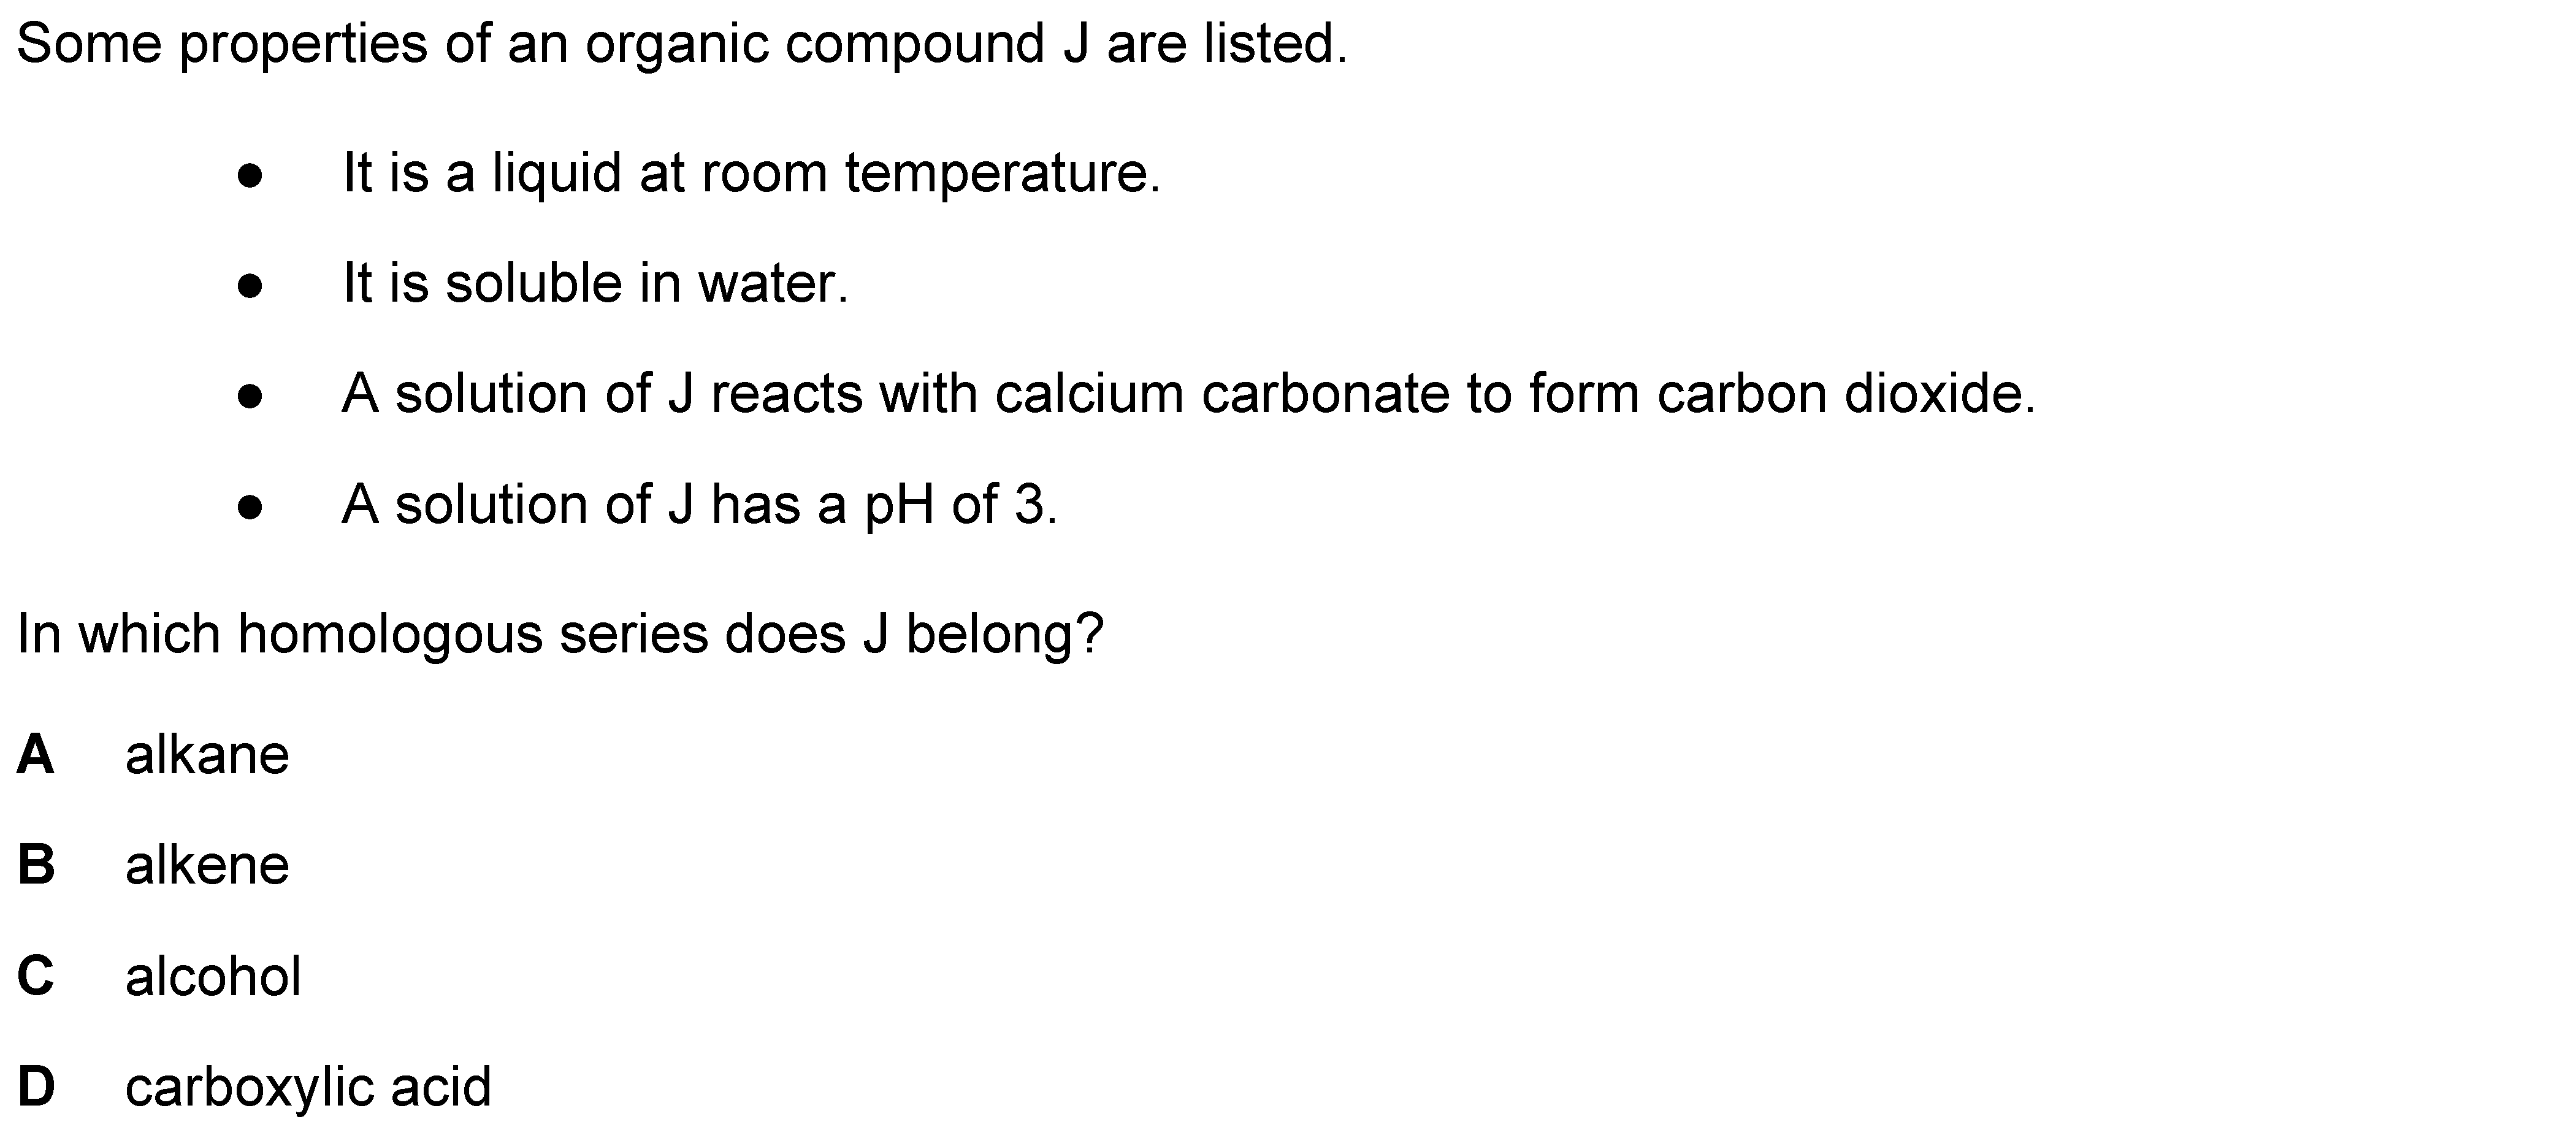 Some properties of an organic compound J are listed.
● It is a liquid at room temperature.
● It is soluble in water.
● A solution of J reacts with calcium carbonate to form carbon dioxide.
● A solution of J has a pH of 3.
In which homologous series does J belong?
A alkane
B alkene
C alcohol
D carboxylic acid